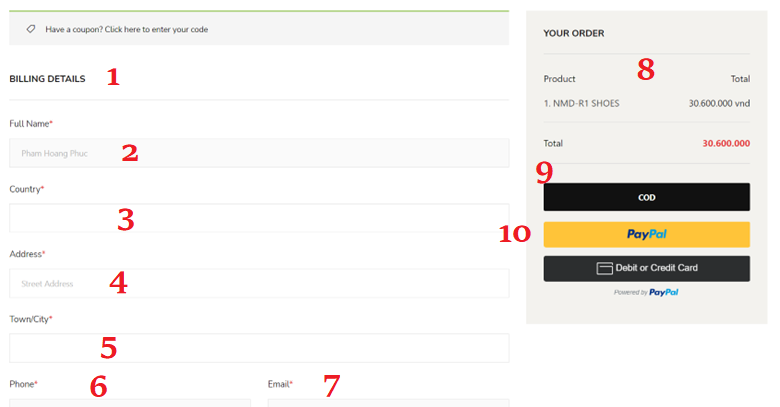 Have a coupon? Click here to enter your code
BILLING DETAILS 1
Full Name*
Pham Hoang Phuc 2
Country*
3
Address*
Street Address 4
Town/City*
5
Phone* 6 Email* 7
YOUR ORDER
8
Product Total
1. NMD-R1 SHOES 30.600.000 vnd
Total 30.600.000
9
COD
10 PayPal
Debit or Credit Card
Powered by PayPal